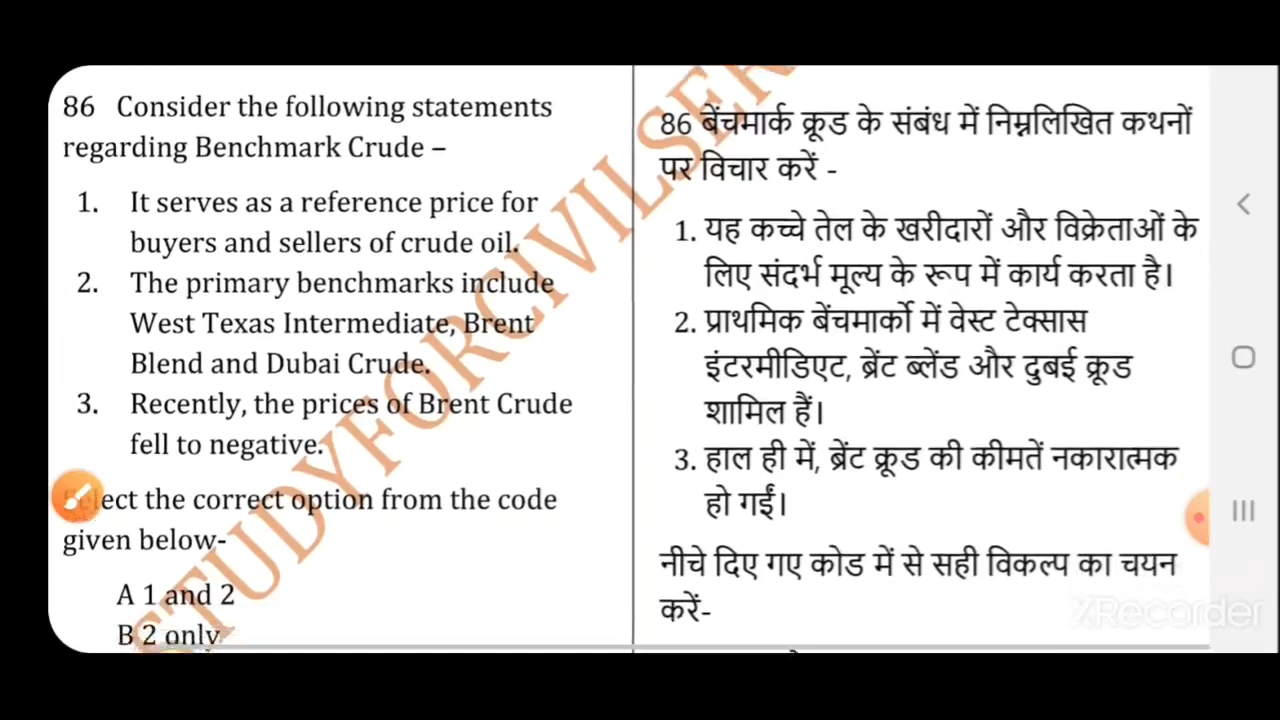 86 Consider the following statements
regarding Benchmark Crude –
1. It serves as a reference price for
buyers and sellers of crude oil.
2. The primary benchmarks include
West Texas Intermediate, Brent
Blend and Dubai Crude.
3. Recently, the prices of Brent Crude
fell to negative.
Select the correct option from the code
given below-
A 1 and 2
B 2 only
86 बेंचमार्क क्रूड के संबंध में निम्नलिखित कथनों
पर विचार करें -
1. यह कच्चे तेल के खरीदारों और विक्रेताओं के
लिए संदर्भ मूल्य के रूप में कार्य करता है।
2. प्राथमिक बेंचमार्को में वेस्ट टेक्सास
इंटरमीडिएट, ब्रेंट ब्लेंड और दुबई क्रूड
शामिल हैं।
3. हाल ही में, ब्रेंट क्रूड की कीमतें नकारात्मक
हो गईं।
नीचे दिए गए कोड में से सही विकल्प का चयन
करें-
STUDYFORCIVILSER
XRecorder